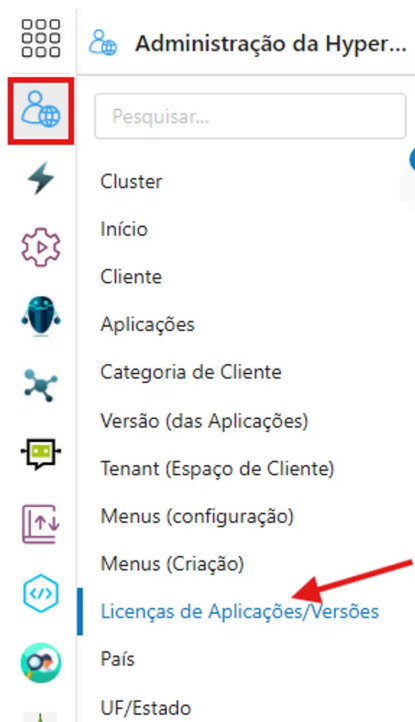 Administração da Hyper...
Pesquisar...
Cluster
Início
Cliente
Aplicações
Categoria de Cliente
Versão (das Aplicações)
Tenant (Espaço de Cliente)
Menus (configuração)
Menus (Criação)
Licenças de Aplicações/Versões
País
UF/Estado